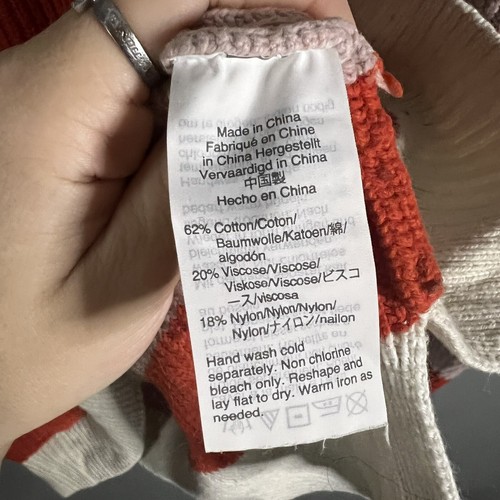 Made in China
Fabriqué en Chine
in China Hergestellt
Vervaardigd in China
中国製
Hecho en China
62% Cotton/Coton/
Baumwolle/Katoen/綿/
algodón
20% Viscose/Viscose/
Viskose/Viscose/ビスコ
ース/viscosa
18% Nylon/Nylon/Nylon/
Nylon/ナイロン/nailon
Hand wash cold
separately. Non chlorine
bleach only. Reshape and
lay flat to dry. Warm iron as
needed.